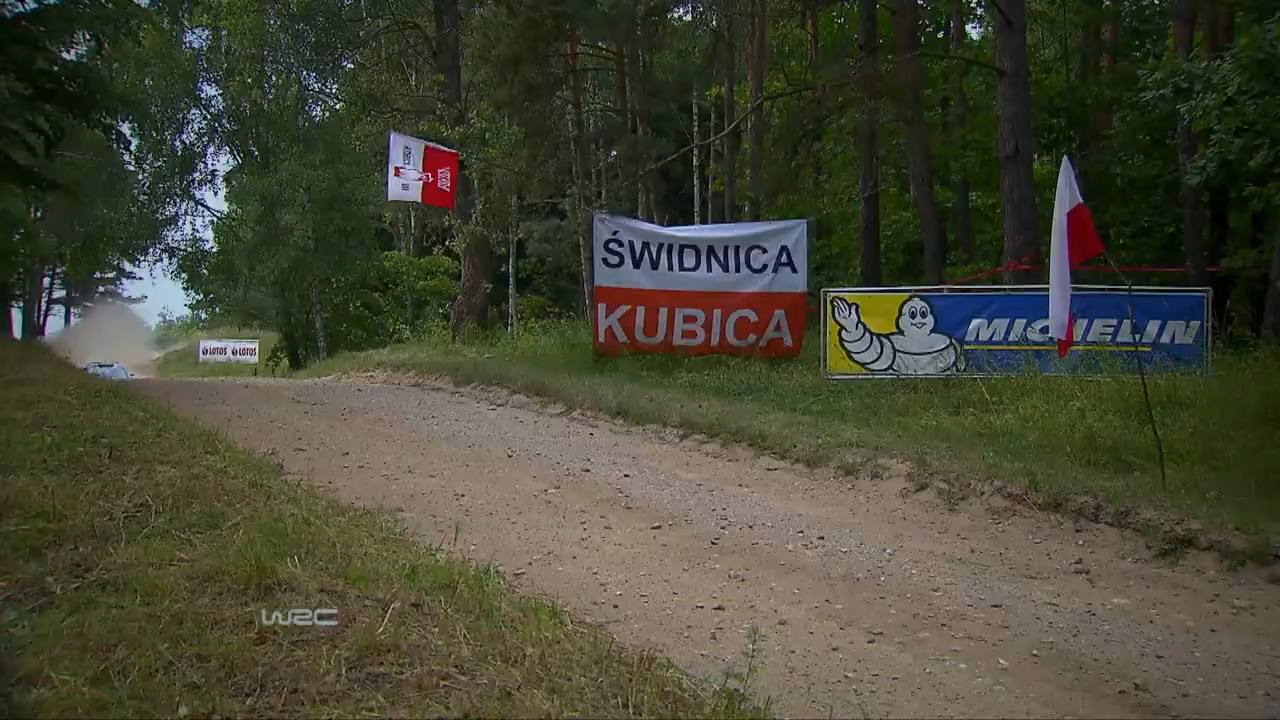 ŚWIDNICA
KUBICA
MICHELIN
LOTOS LOTOS
WRC